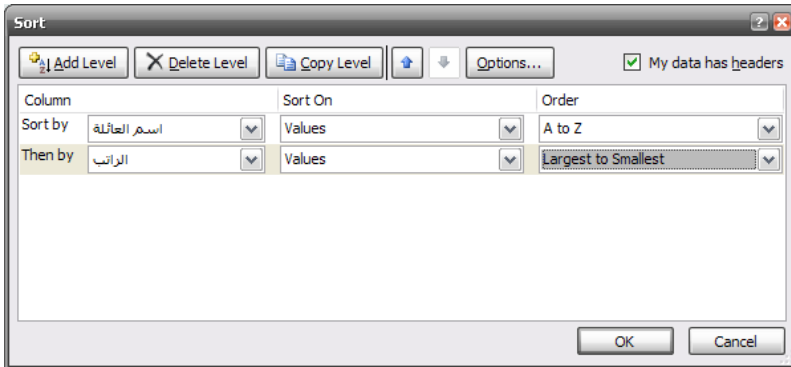 Sort
Add Level Delete Level Copy Level Options... My data has headers
Column Sort On Order
Sort by اسم العائلة Values A to Z
Then by الراتب Values Largest to Smallest
OK Cancel